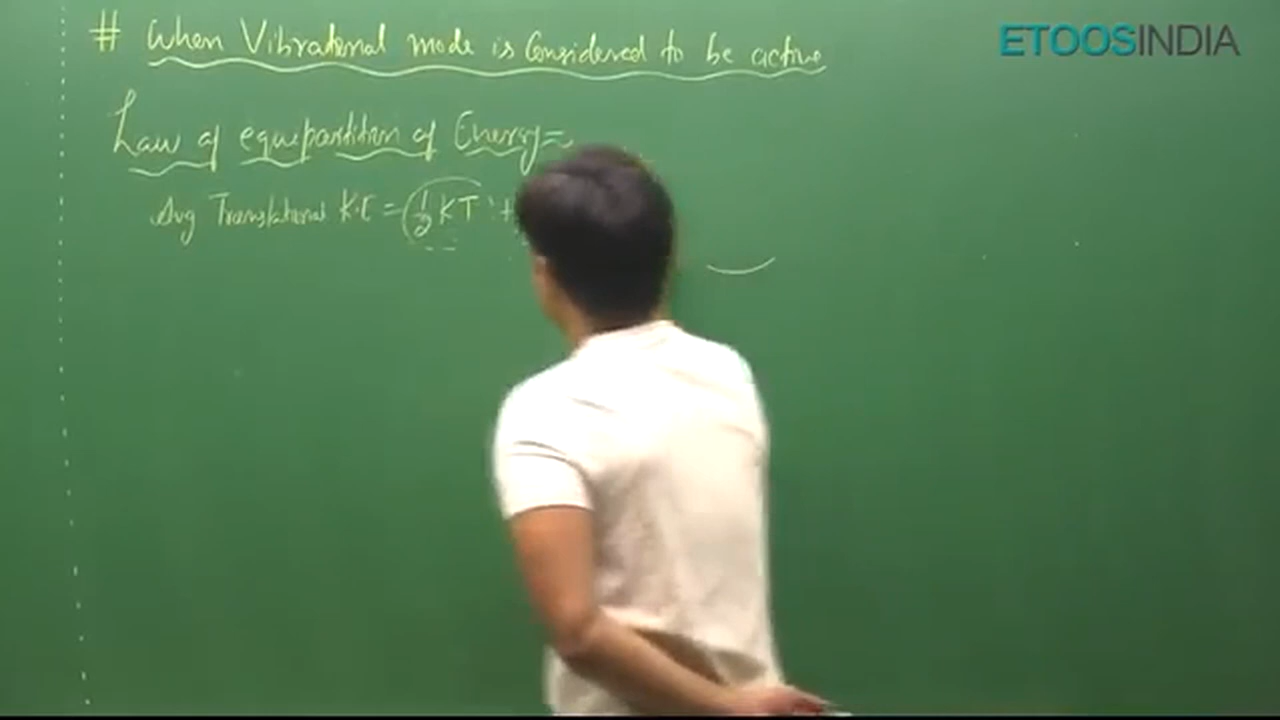 # When Vibrational mode is Considered to be active
ETOOSINDIA
Law of equipartition of Energy =
Avg Translational K.E = (1/2 KT +